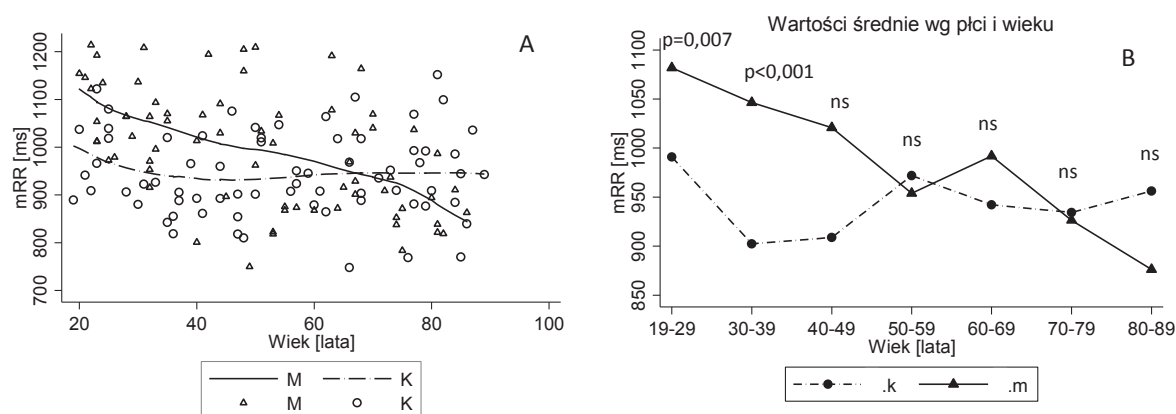 A
mRR [ms]
1200
1100
1000
900
800
700
20
40
60
80
100
Wiek [lata]
M
K
M
K
Wartości średnie wg płci i wieku
B
mRR [ms]
1100
1050
1000
950
900
850
p=0,007
p<0,001
ns
ns
ns
ns
ns
19-29
30-39
40-49
50-59
60-69
70-79
80-89
Wiek [lata]
.k
.m